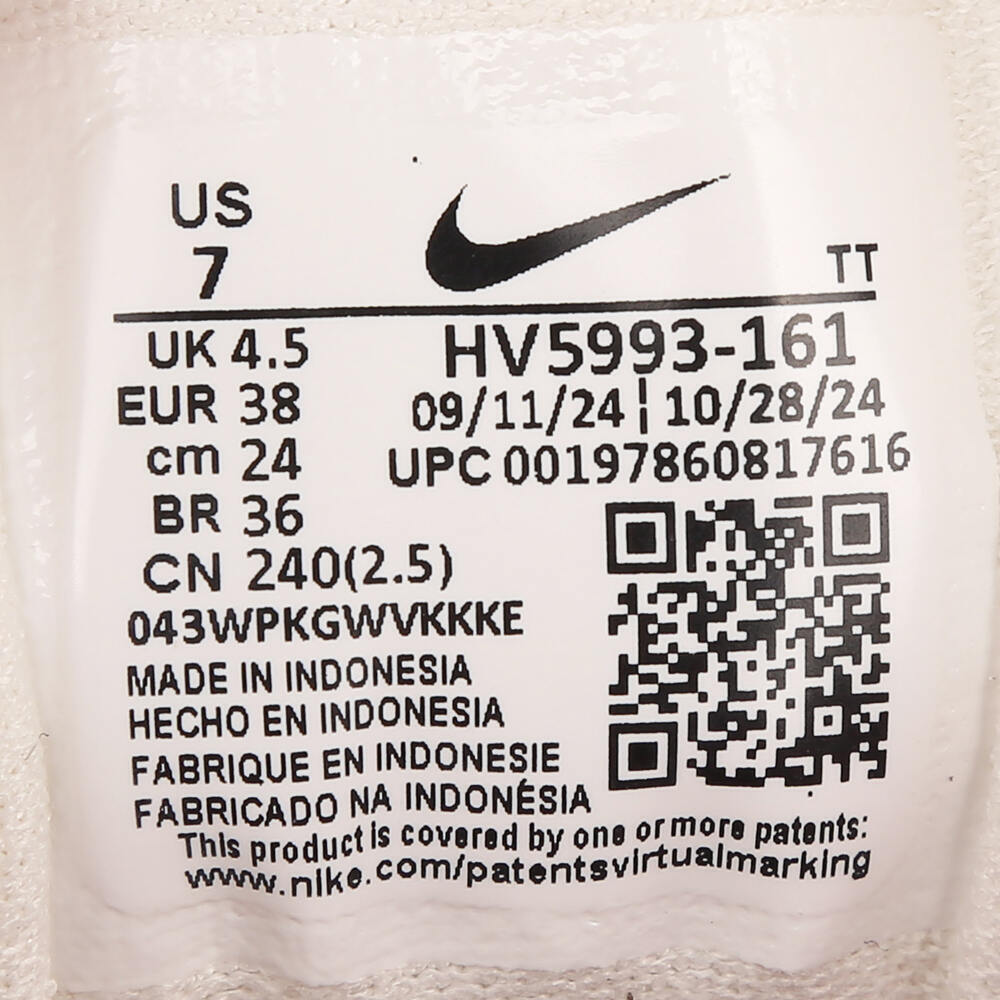 US
7
TT
UK 4.5
EUR 38
cm 24
BR 36
CN 240(2.5)
HV5993-161
09/11/24 ¦ 10/28/24
UPC 00197860817616
043WPKGWVKKKE
MADE IN INDONESIA
HECHO EN INDONESIA
FABRIQUE EN INDONESIE
FABRICADO NA INDONÉSIA
This product is covered by one or more patents:
www.nike.com/patentsvirtualmarking